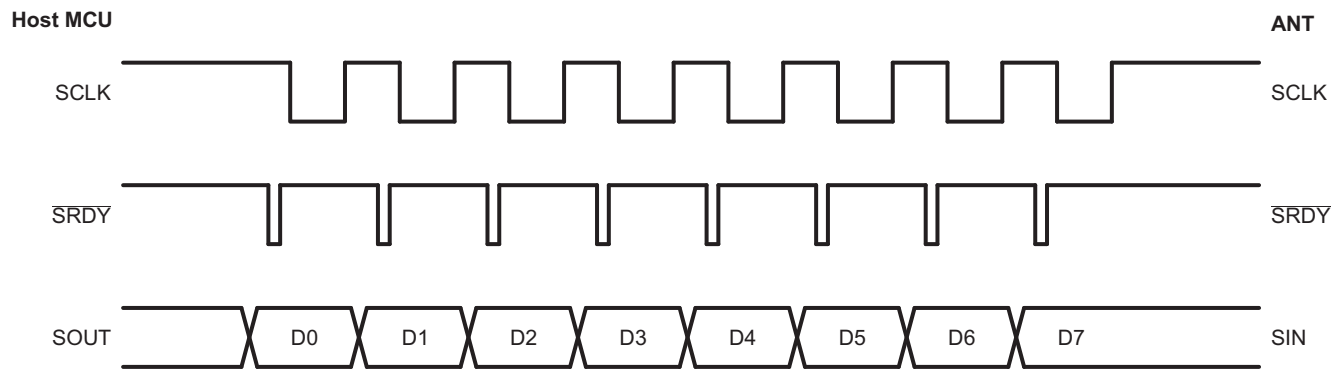 Host MCU ANT
SCLK SCLK
SRDY SRDY
SOUT D0 D1 D2 D3 D4 D5 D6 D7 SIN